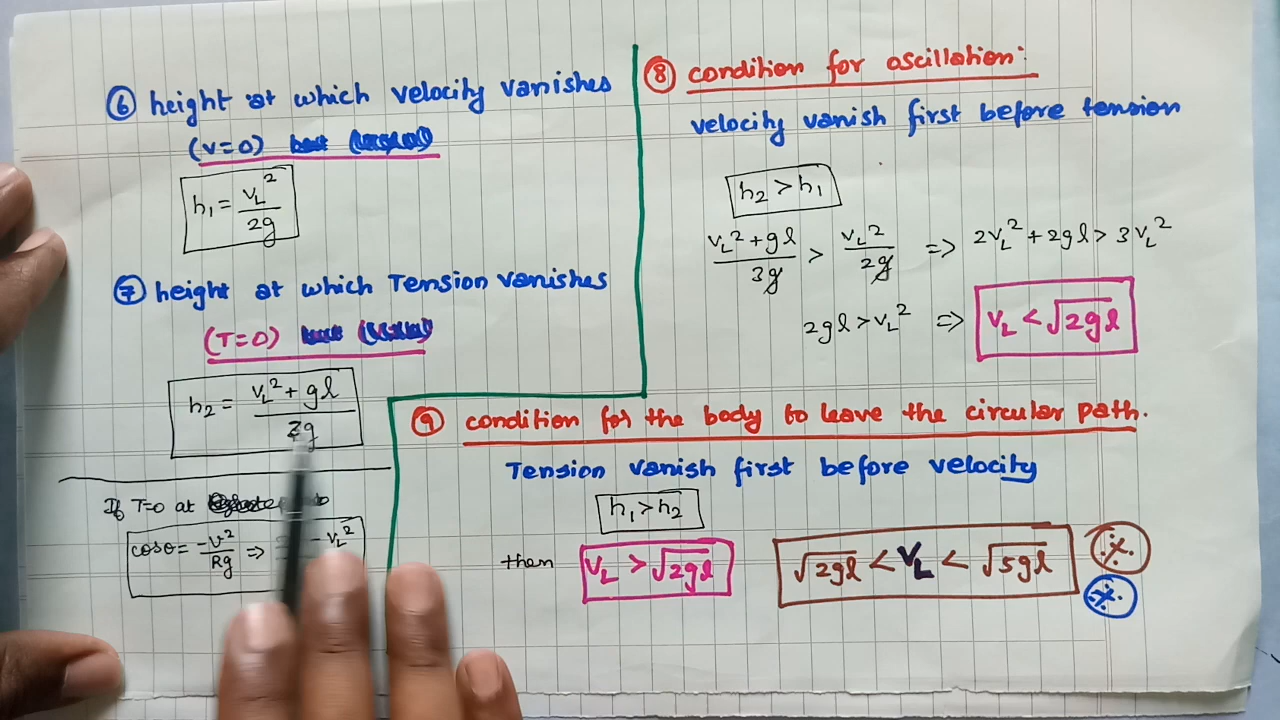 ⑥ height at which velocity vanishes
(v=0)
h₁ = v_L² / 2g
⑦ height at which Tension vanishes
(T=0)
h₂ = v_L² + gl / 3g
If T=0 at
cosθ = -v² / Rg ⇒ - v_L²
⑧ condition for oscillation:
velocity vanish first before tension
h₂ > h₁
v_L² + gl / 3g > v_L² / 2g ⇒ 2v_L² + 2gl > 3v_L²
2gl > v_L² ⇒ v_L < √2gl
⑨ condition for the body to leave the circular path.
Tension vanish first before velocity
h₁ > h₂
then v_L > √2gl √2gl < v_L < √5gl